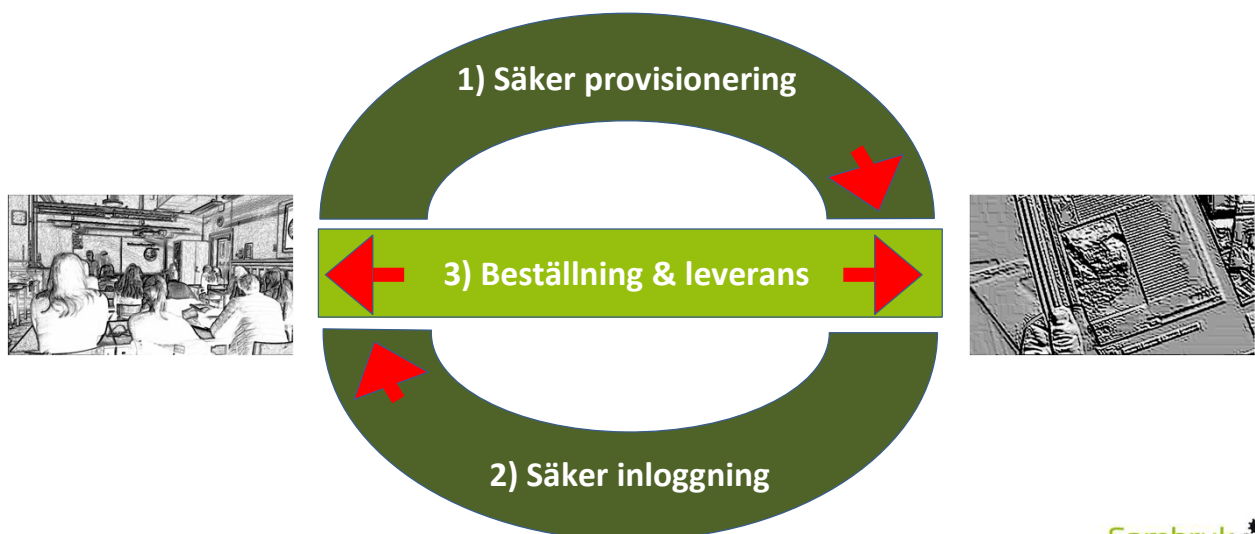 1) Säker provisionering
3) Beställning & leverans
2) Säker inloggning